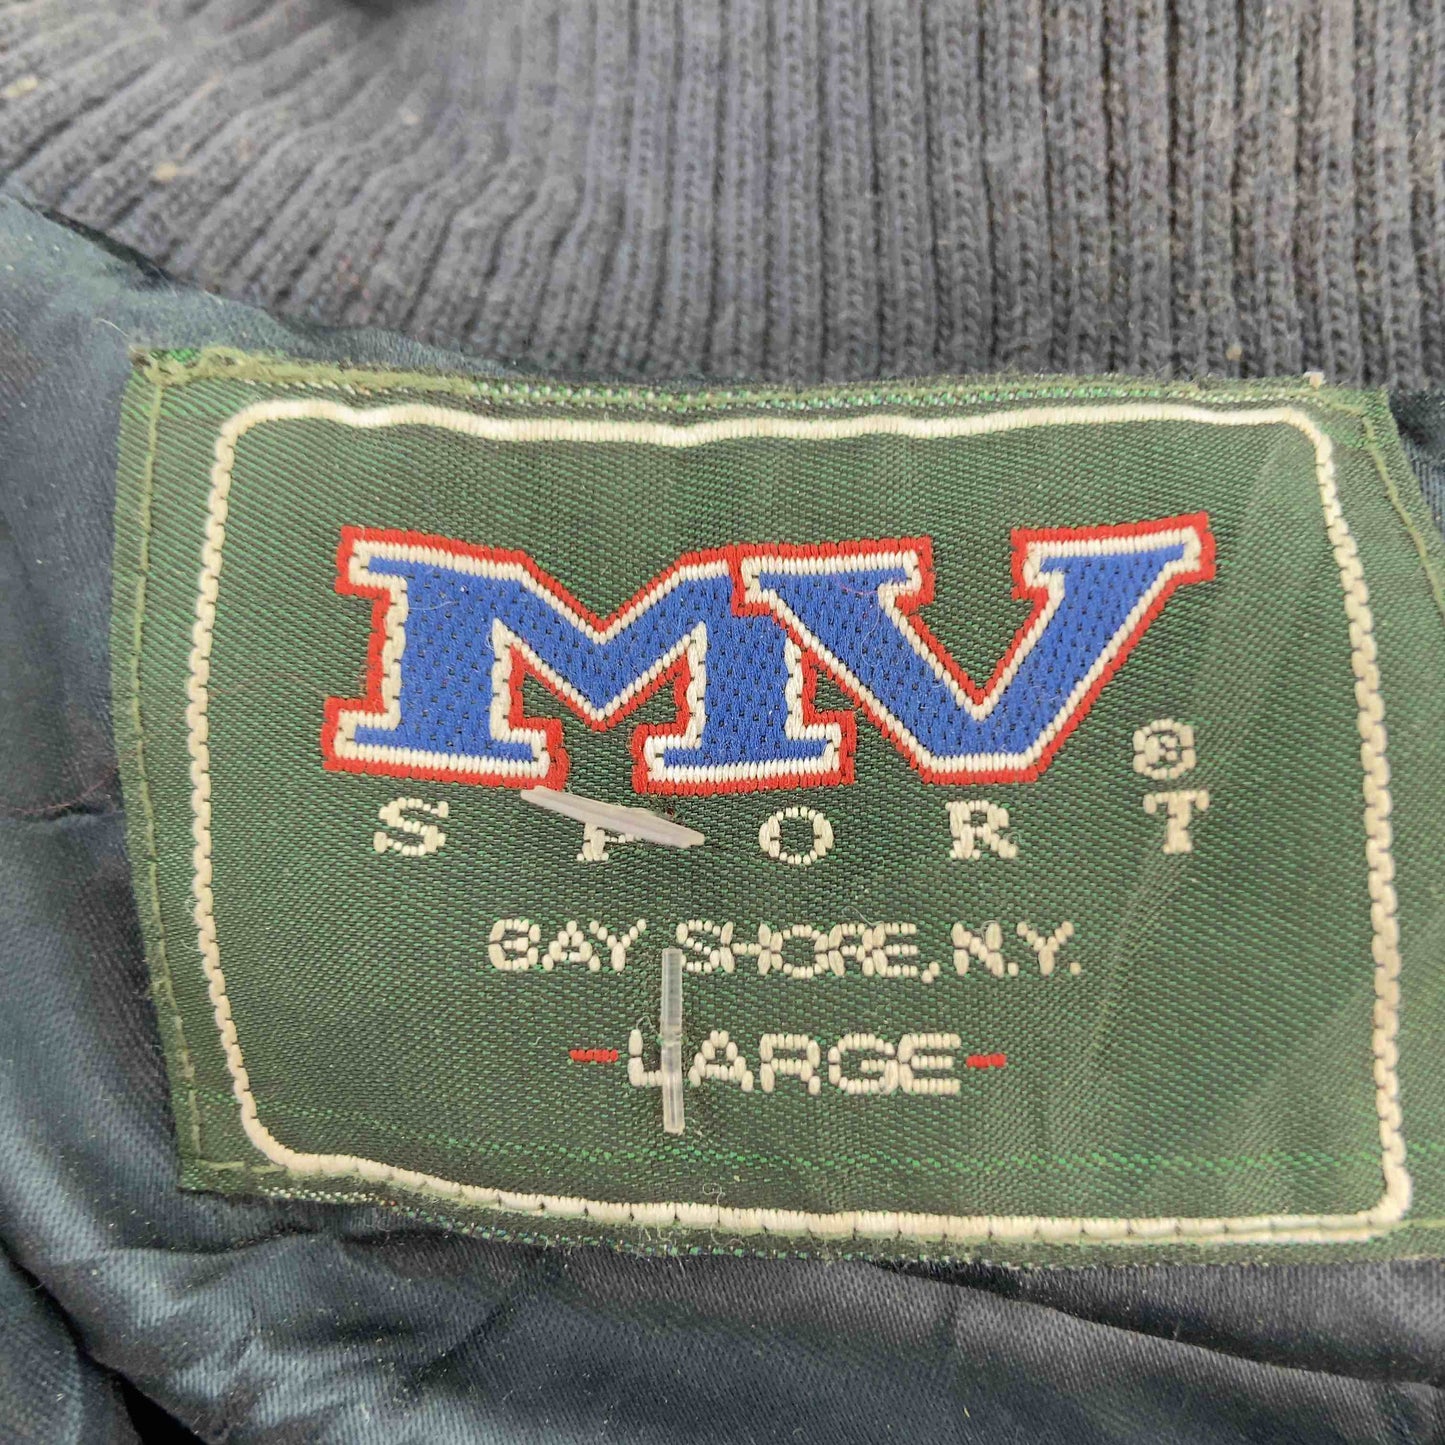 MV
®
SPORT
BAY SHORE, N.Y.
-LARGE-